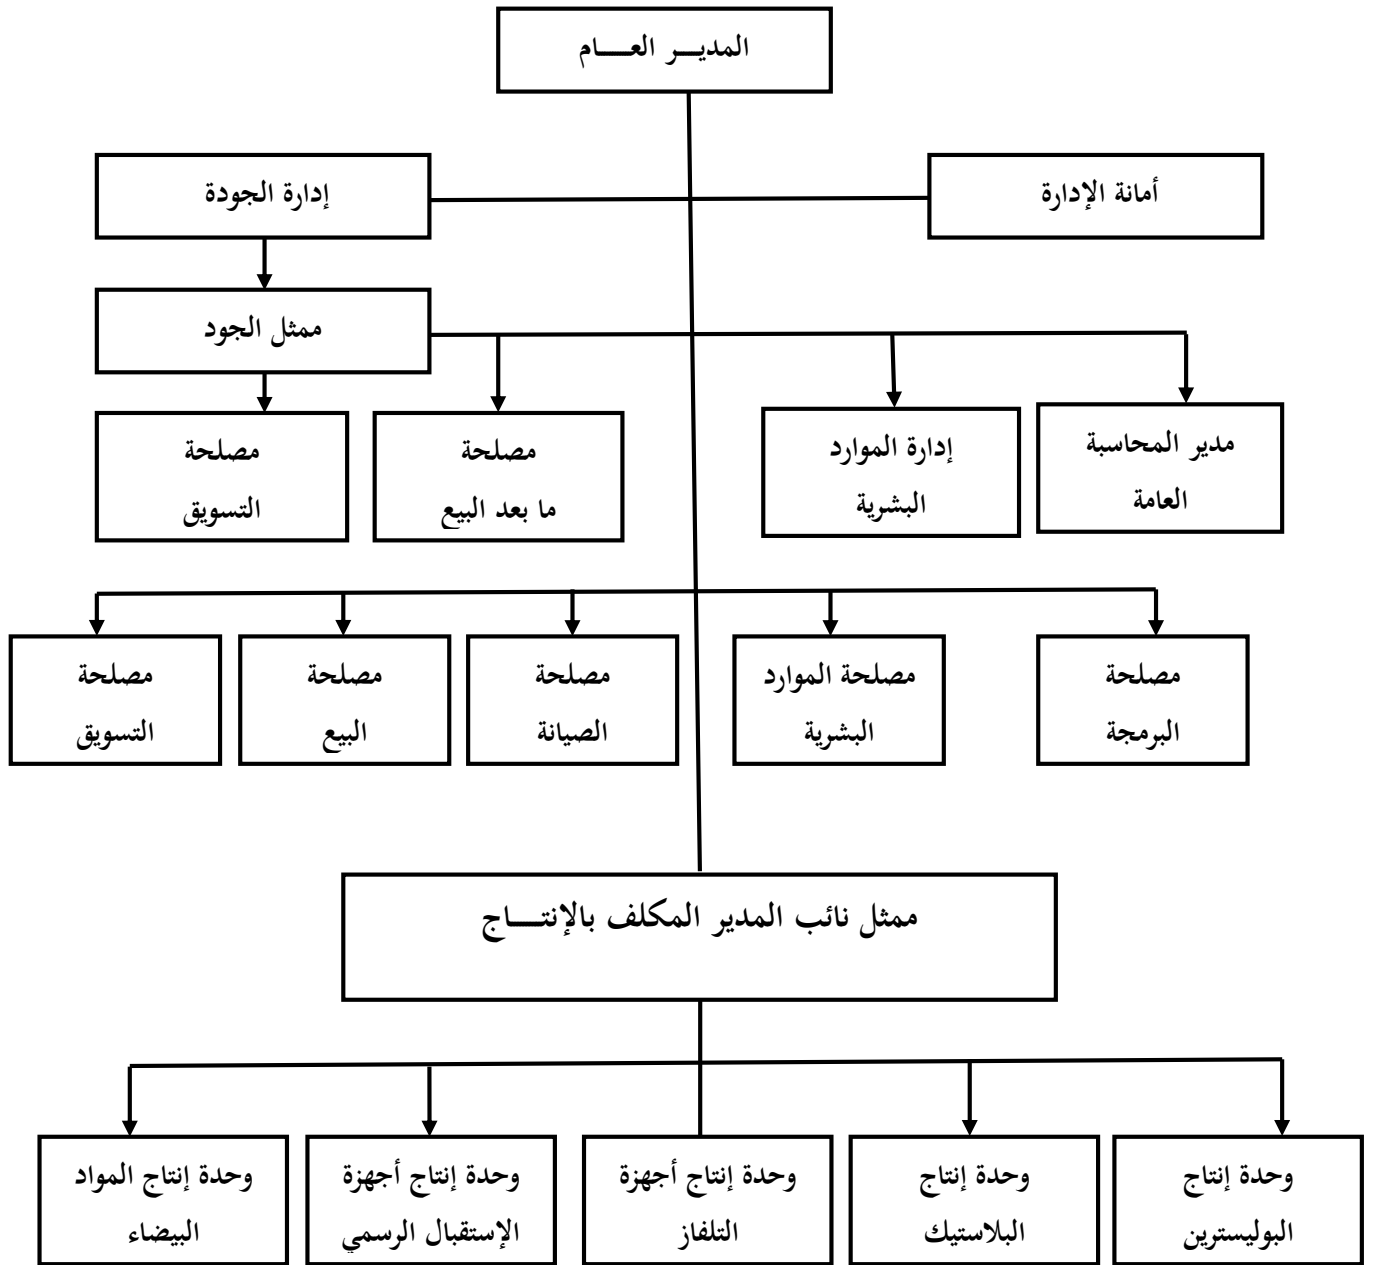 المديـــر العـــــام
أمانة الإدارة
إدارة الجودة
ممثل الجود
مدير المحاسبة
العامة
إدارة الموارد
البشرية
مصلحة
ما بعد البيع
مصلحة
التسويق
مصلحة
البرمجة
مصلحة الموارد
البشرية
مصلحة
الصيانة
مصلحة
البيع
مصلحة
التسويق
ممثل نائب المدير المكلف بالإنتـــاج
وحدة إنتاج
البوليسترين
وحدة إنتاج
البلاستيك
وحدة إنتاج أجهزة
التلفاز
وحدة إنتاج أجهزة
الإستقبال الرسمي
وحدة إنتاج المواد
البيضاء